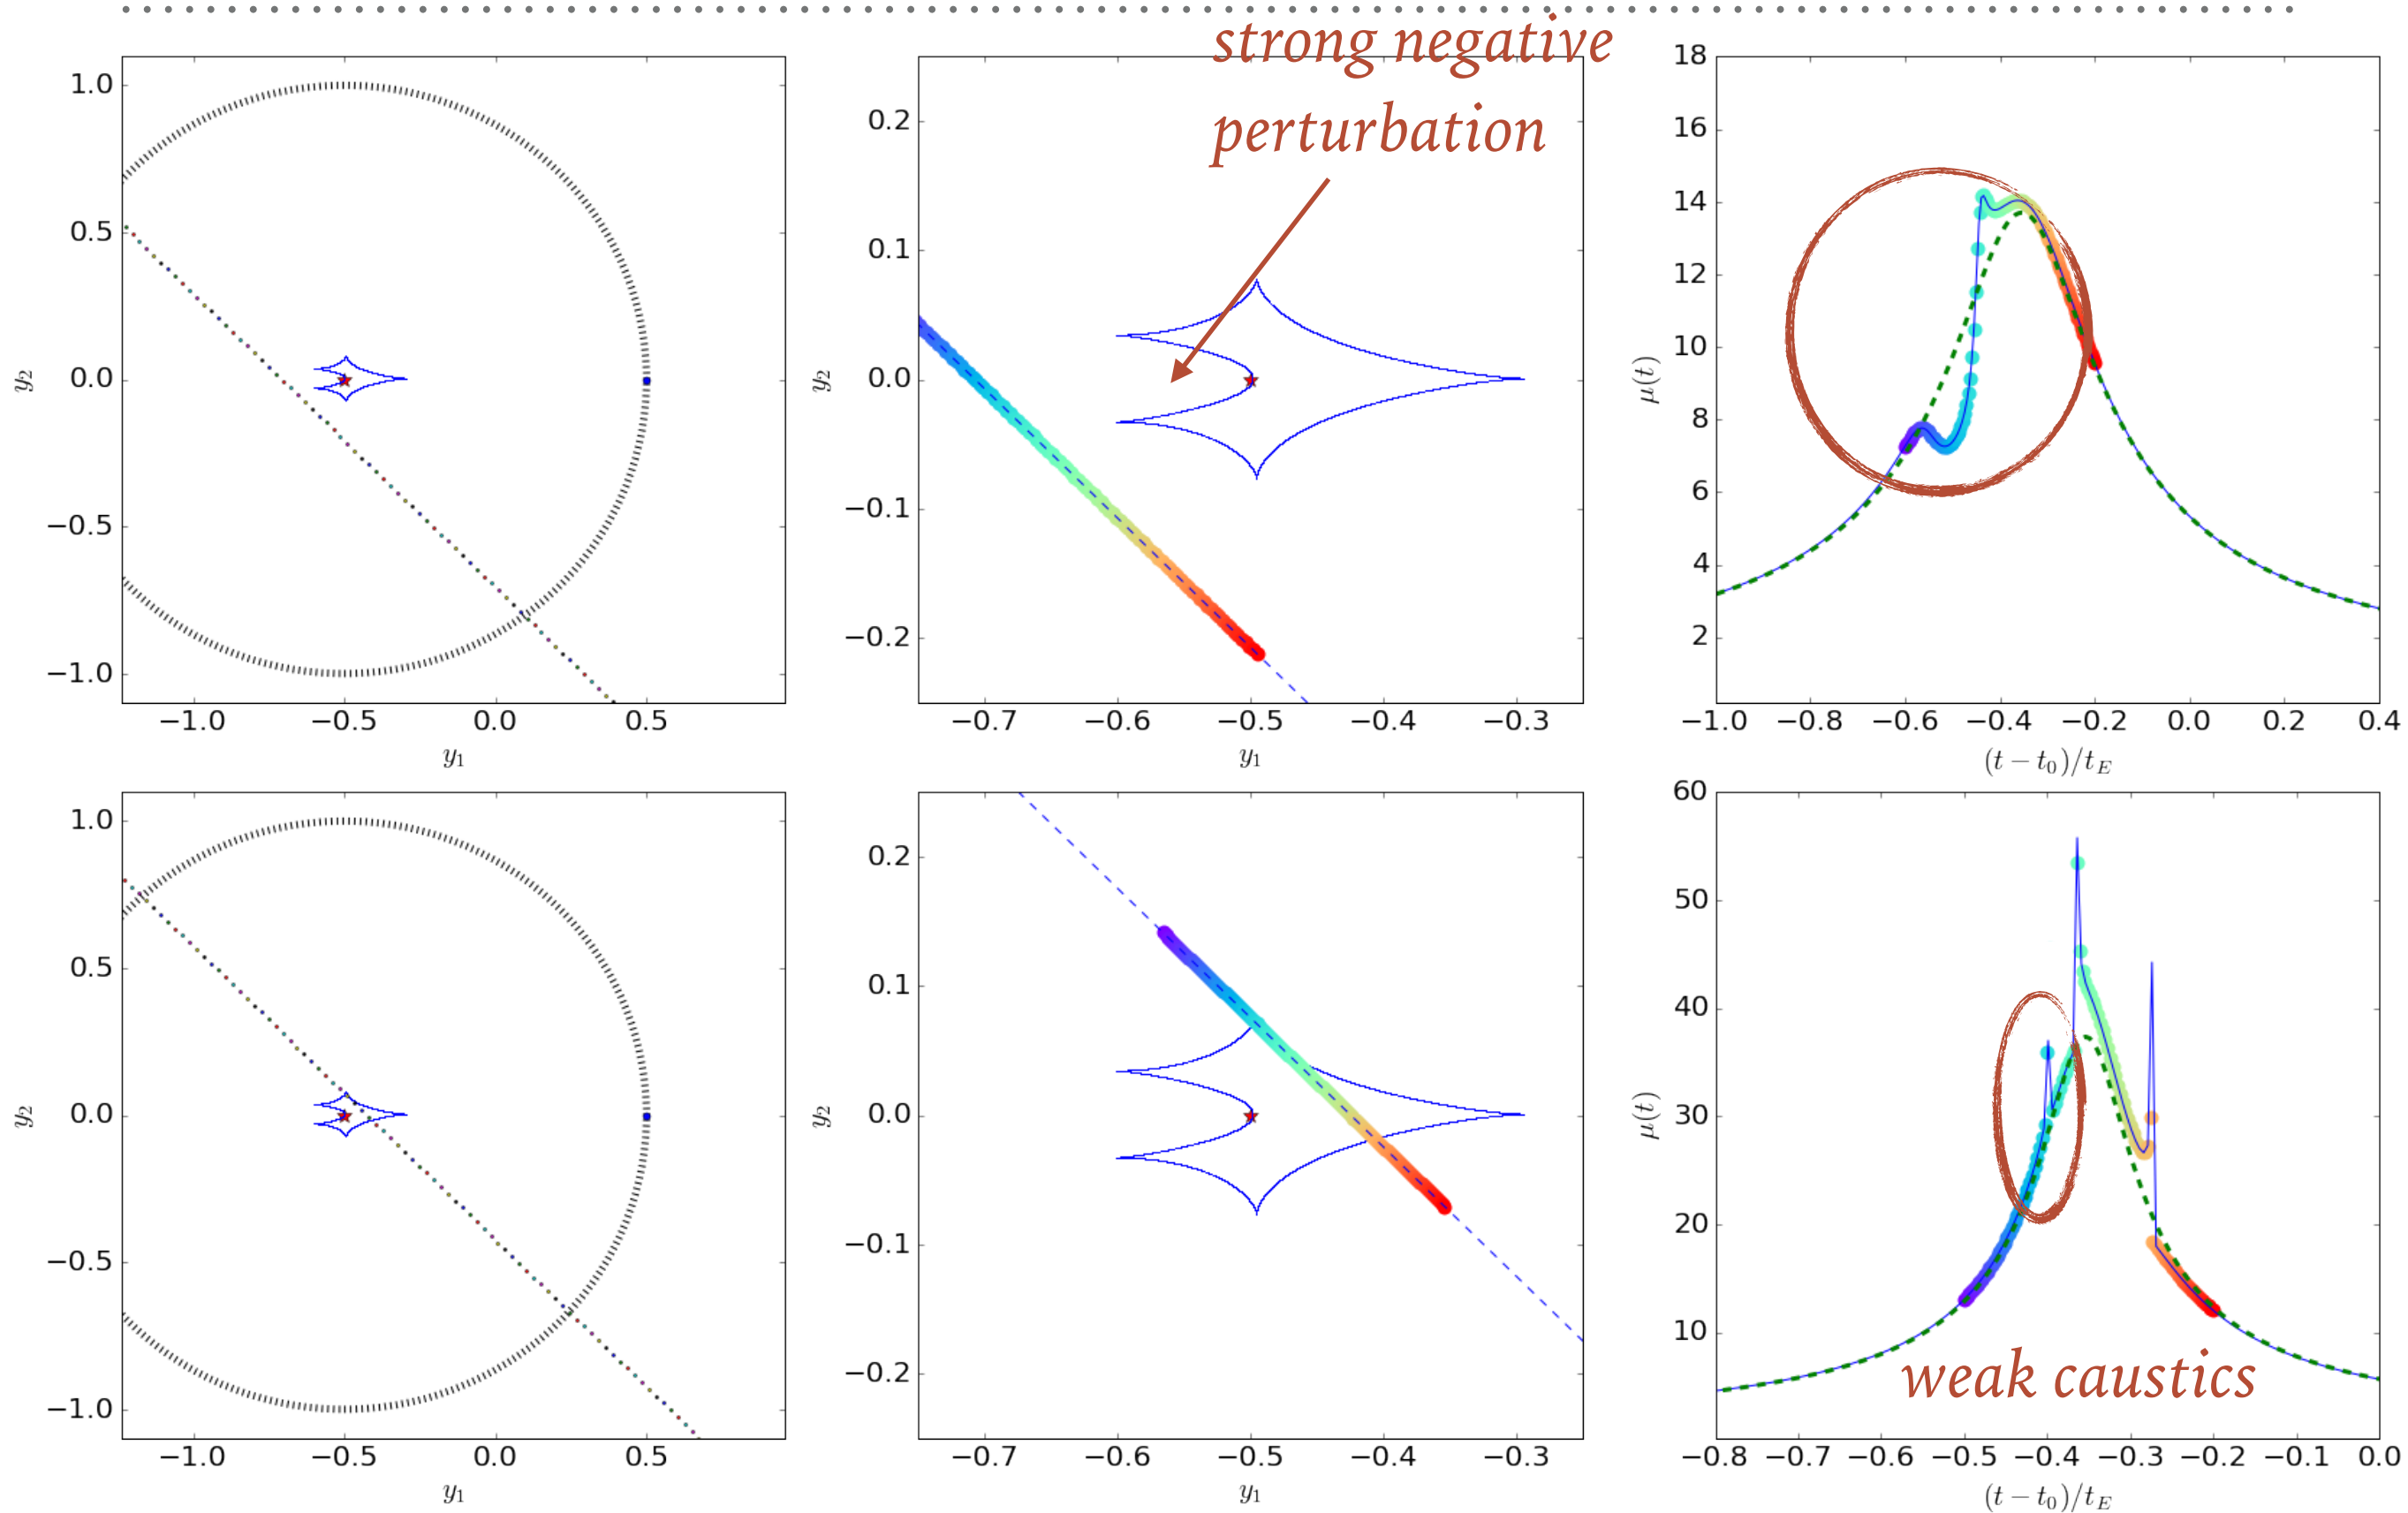 strong negative
perturbation
1.0
0.5
0.0
−0.5
−1.0
y₂
−1.0 −0.5 0.0 0.5
y₁
0.2
0.1
0.0
−0.1
−0.2
y₂
−0.7 −0.6 −0.5 −0.4 −0.3
y₁
18
16
14
12
10
8
6
4
2
μ(t)
−1.0 −0.8 −0.6 −0.4 −0.2 0.0 0.2 0.4
(t − t₀)/t_E
1.0
0.5
0.0
−0.5
−1.0
y₂
−1.0 −0.5 0.0 0.5
y₁
0.2
0.1
0.0
−0.1
−0.2
y₂
−0.7 −0.6 −0.5 −0.4 −0.3
y₁
60
50
40
30
20
10
μ(t)
weak caustics
−0.8 −0.7 −0.6 −0.5 −0.4 −0.3 −0.2 −0.1 0.0
(t − t₀)/t_E